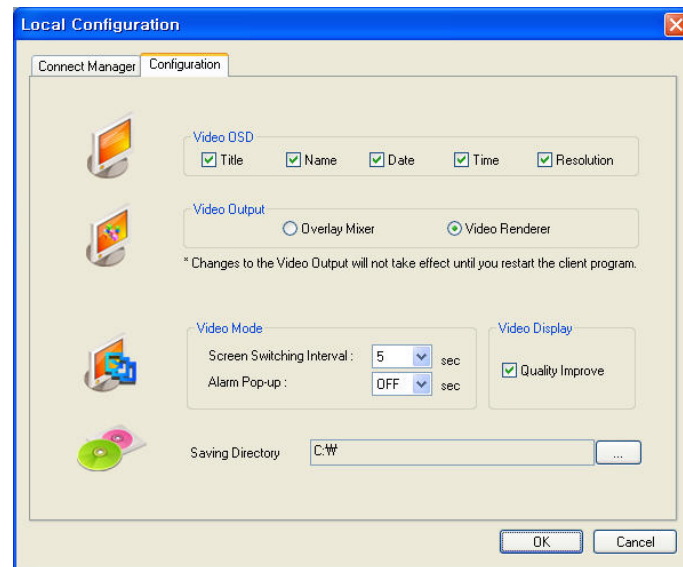 Local Configuration
Connect Manager
Configuration
Video OSD
Title
Name
Date
Time
Resolution
Video Output
Overlay Mixer
Video Renderer
* Changes to the Video Output will not take effect until you restart the client program.
Video Mode
Screen Switching Interval :
5
sec
Alarm Pop-up :
OFF
sec
Video Display
Quality Improve
Saving Directory
C:₩
...
OK
Cancel